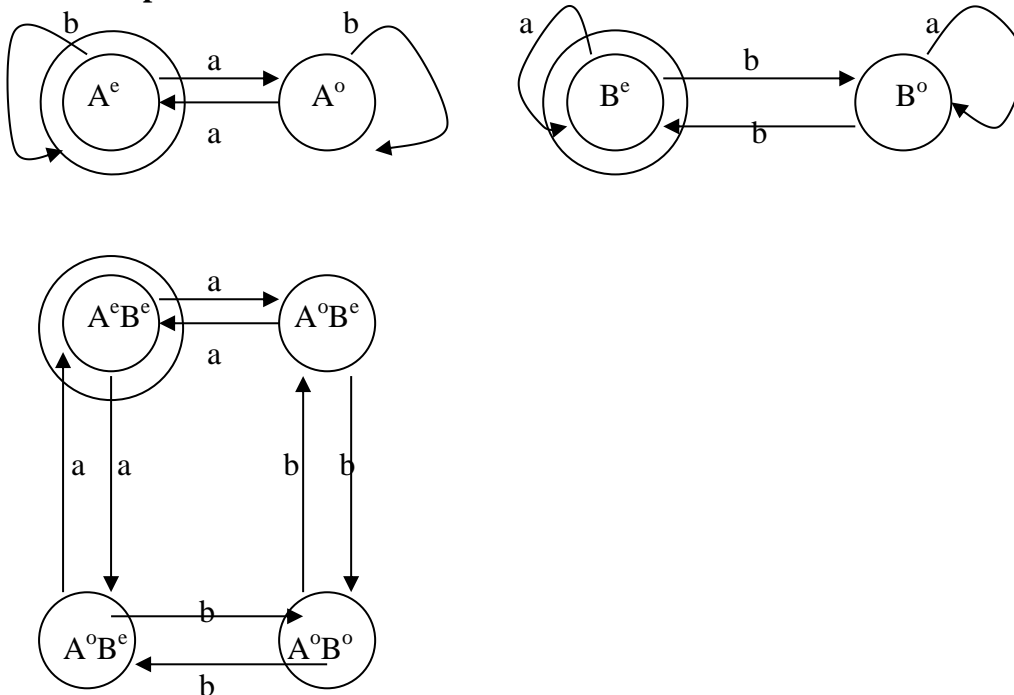 b a b a a b a
Aᵉ Aᵒ Bᵉ Bᵒ
a b
a
AᵉBᵉ AᵒBᵉ
a
a a b b
b
AᵒBᵉ AᵒBᵒ
b